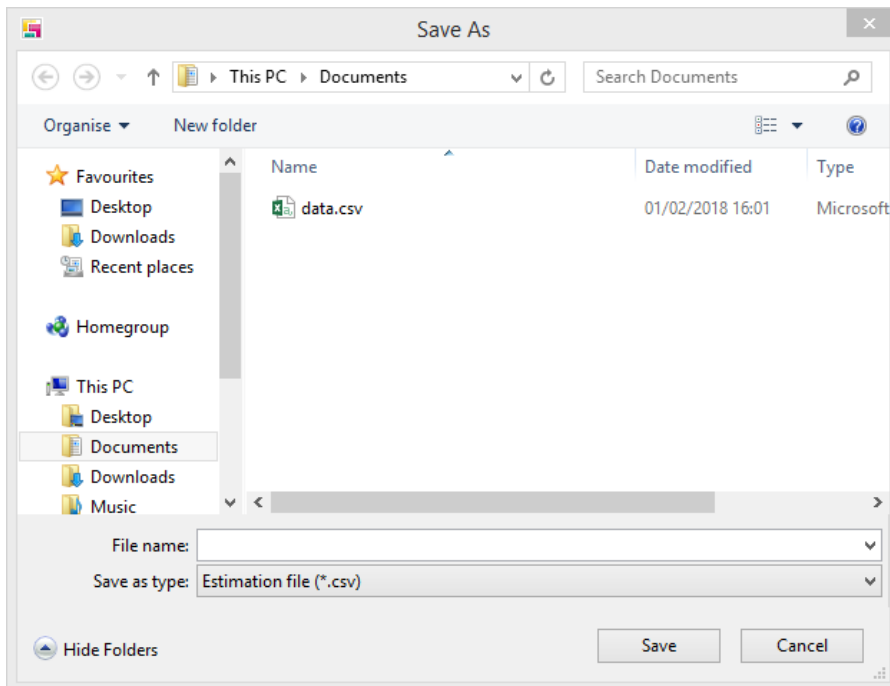 Save As
This PC Documents
Search Documents
Organise New folder
Favourites
Desktop
Downloads
Recent places
Homegroup
This PC
Desktop
Documents
Downloads
Music
Name Date modified Type
data.csv 01/02/2018 16:01 Microsoft
File name:
Save as type: Estimation file (*.csv)
Hide Folders
Save Cancel